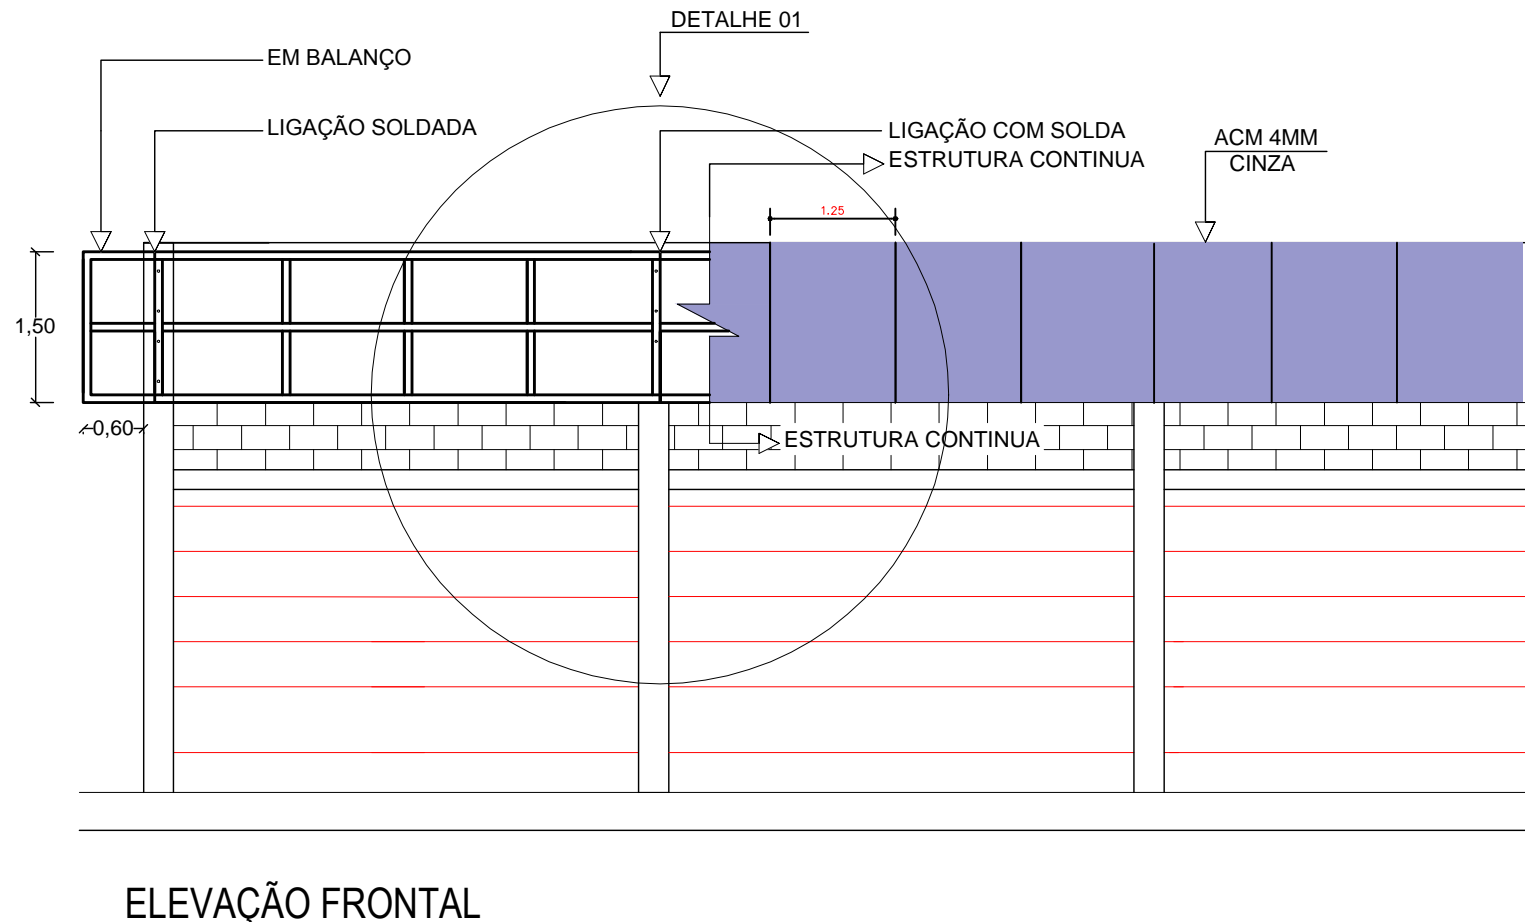 DETALHE 01
EM BALANÇO
LIGAÇÃO SOLDADA
LIGAÇÃO COM SOLDA
ESTRUTURA CONTINUA
ACM 4MM
CINZA
1.25
1,50
0,60
ESTRUTURA CONTINUA
ELEVAÇÃO FRONTAL